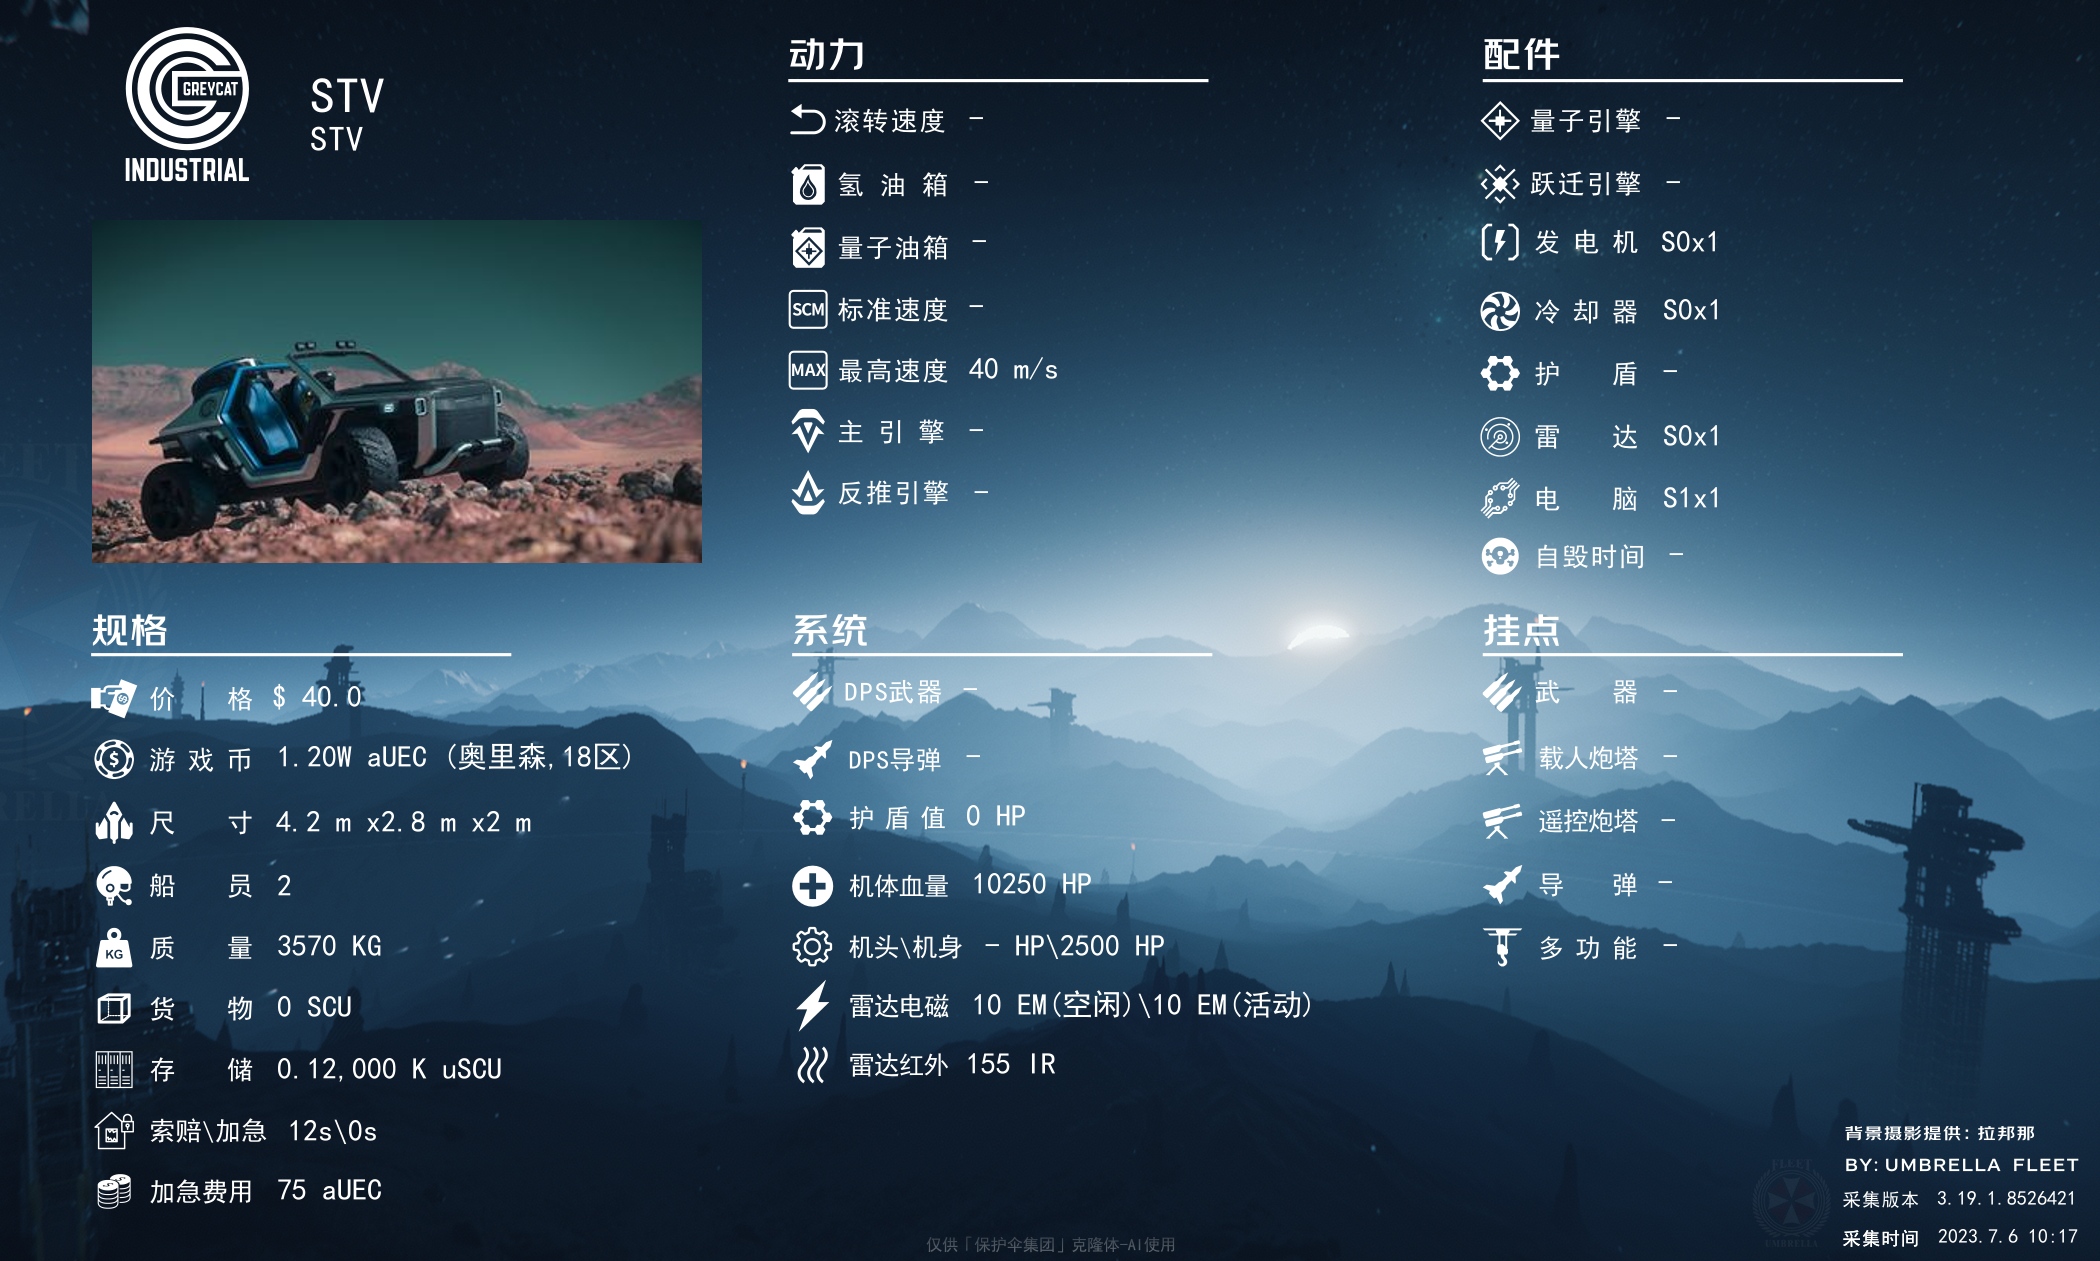 GREYCAT
INDUSTRIAL
STV
STV
动力
滚转速度 -
氢油箱 -
量子油箱 -
SCM 标准速度 -
MAX 最高速度 40 m/s
主引擎 -
反推引擎 -
配件
量子引擎 -
跃迁引擎 -
发电机 S0x1
冷却器 S0x1
护盾 -
雷达 S0x1
电脑 S1x1
自毁时间 -
规格
价格 $ 40.0
游戏币 1.20W aUEC (奥里森,18区)
尺寸 4.2 m x2.8 m x2 m
船员 2
KG 质量 3570 KG
货物 0 SCU
存储 0.12,000 K uSCU
索赔\加急 12s\0s
加急费用 75 aUEC
系统
DPS武器 -
DPS导弹 -
护盾值 0 HP
机体血量 10250 HP
机头\机身 - HP\2500 HP
雷达电磁 10 EM(空闲)\10 EM(活动)
雷达红外 155 IR
挂点
武器 -
载人炮塔 -
遥控炮塔 -
导弹 -
多功能 -
背景摄影提供: 拉邦那
BY: UMBRELLA FLEET
采集版本 3.19.1.8526421
采集时间 2023.7.6 10:17
FLEET
UMBRELLA
仅供「保护伞集团」克隆体-AI使用